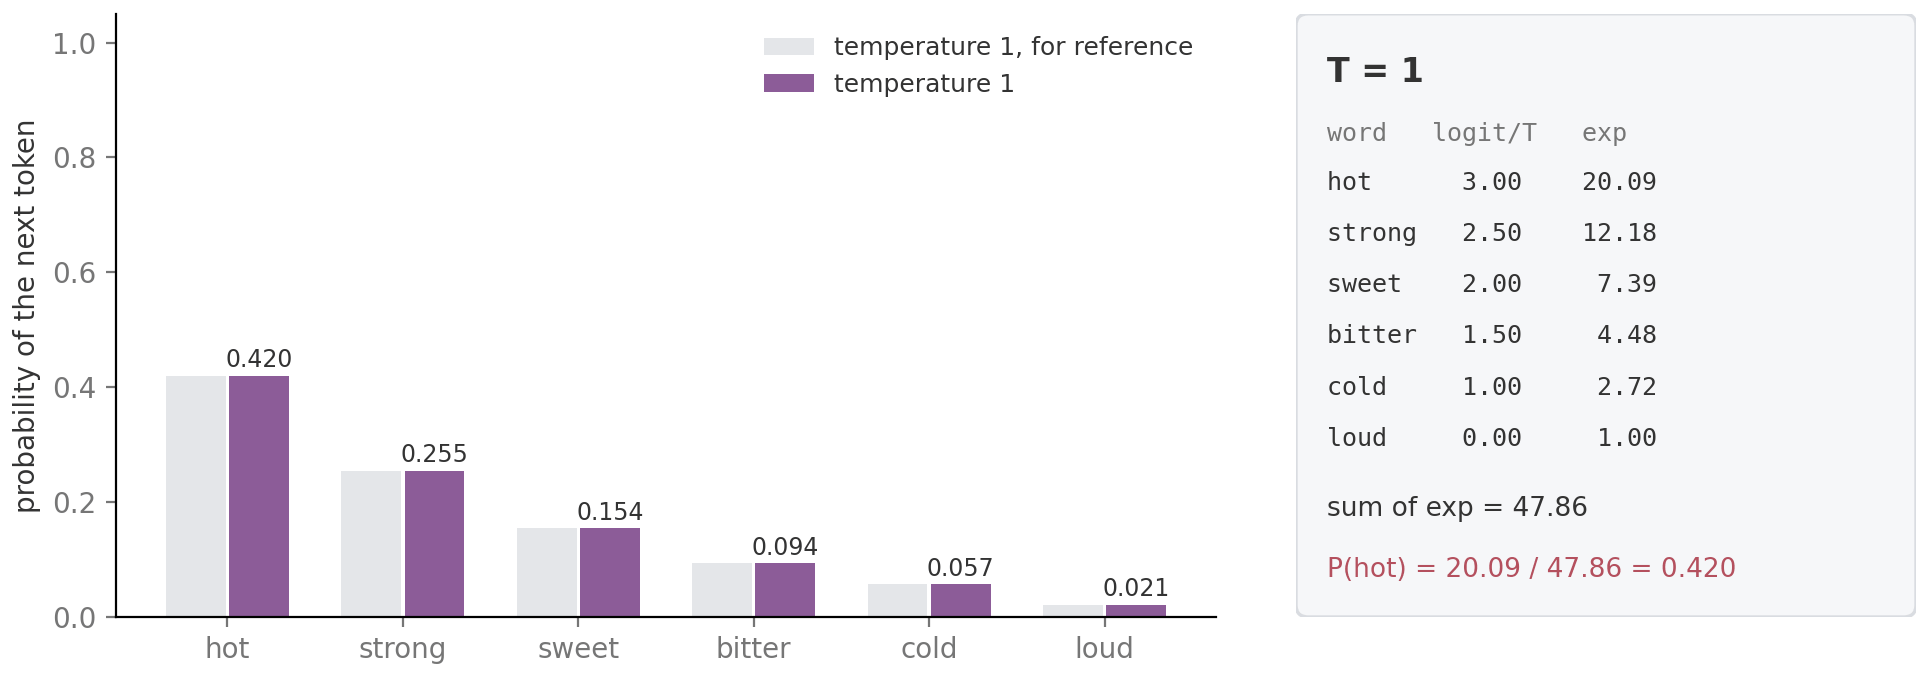 probability of the next token
1.0
0.8
0.6
0.4
0.2
0.0
temperature 1, for reference
temperature 1
0.420
0.255
0.154
0.094
0.057
0.021
hot strong sweet bitter cold loud
T = 1
word logit/T exp
hot 3.00 20.09
strong 2.50 12.18
sweet 2.00 7.39
bitter 1.50 4.48
cold 1.00 2.72
loud 0.00 1.00
sum of exp = 47.86
P(hot) = 20.09 / 47.86 = 0.420